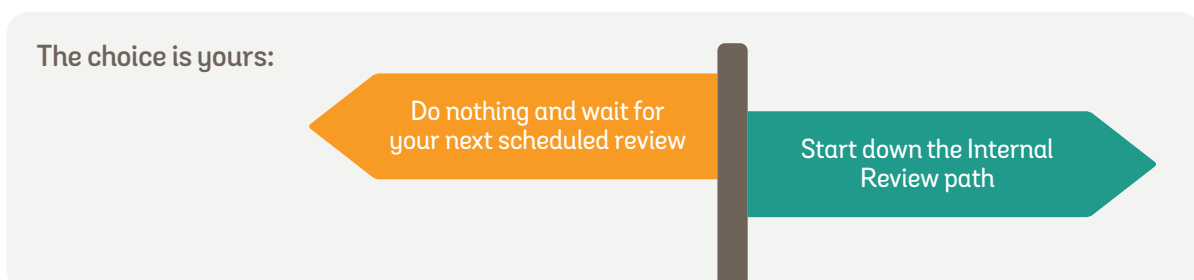 The choice is yours:
Do nothing and wait for
your next scheduled review
Start down the Internal
Review path